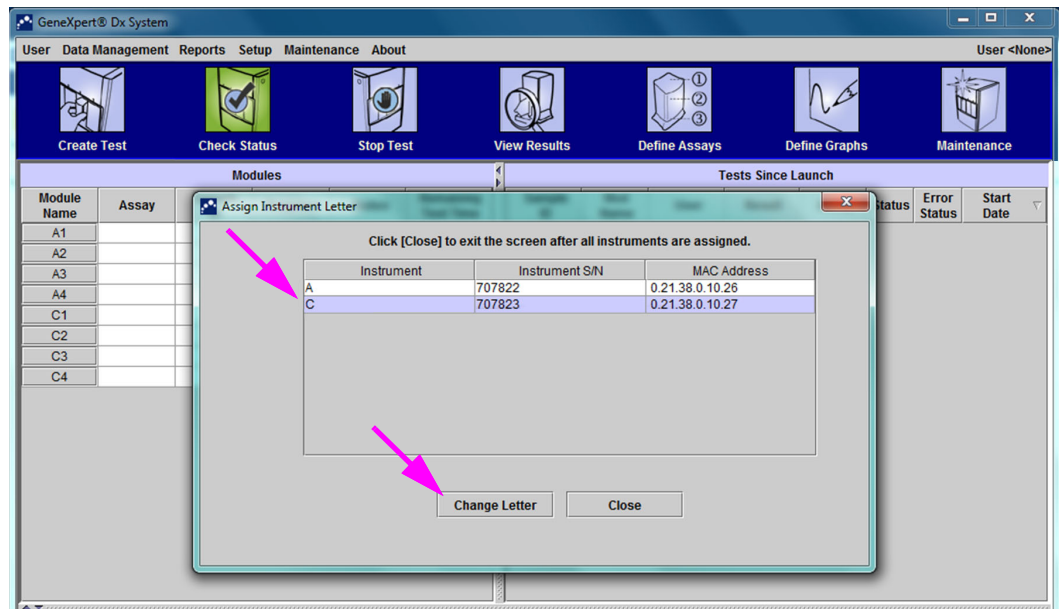 GeneXpert® Dx System
User Data Management Reports Setup Maintenance About User <None>
Create Test Check Status Stop Test View Results Define Assays Define Graphs Maintenance
Modules Tests Since Launch
Module Name Assay Status Error Status Start Date
Assign Instrument Letter
Click [Close] to exit the screen after all instruments are assigned.
Instrument Instrument S/N MAC Address
A 707822 0.21.38.0.10.26
C 707823 0.21.38.0.10.27
A1
A2
A3
A4
C1
C2
C3
C4
Change Letter Close